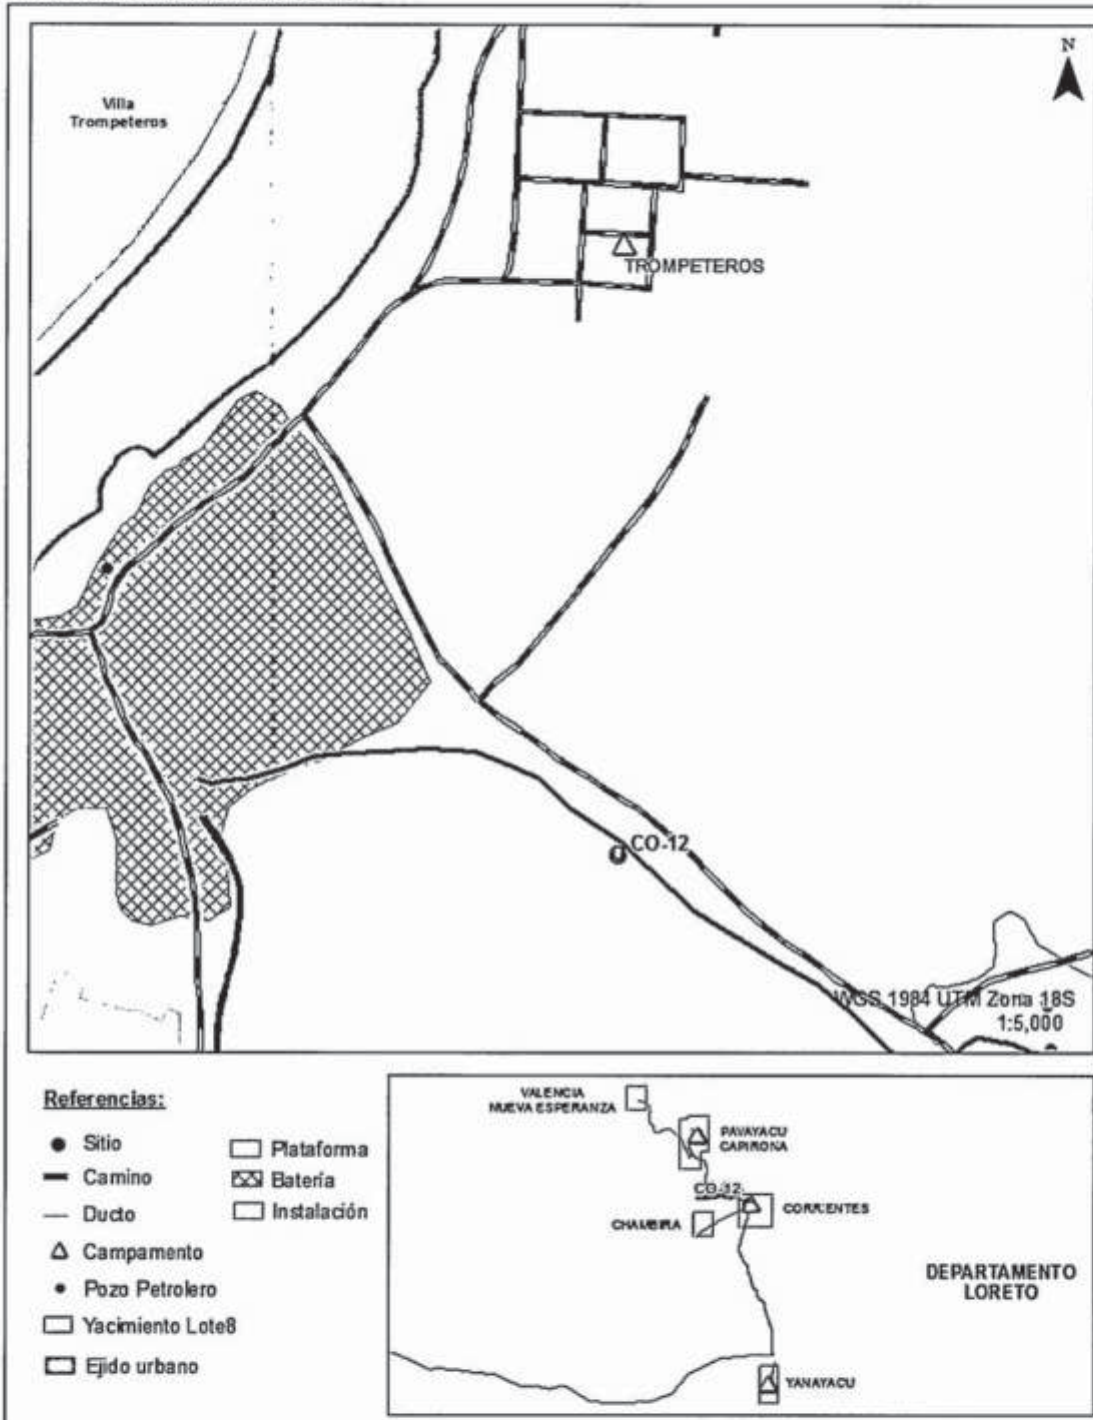 N
Villa
Trompeteros
TROMPETEROS
CO-12
WGS 1984 UTM Zona 18S
1:5,000
Referencias:
Sitio
Camino
Ducto
Campamento
Pozo Petrolero
Yacimiento Lote8
Ejido urbano
Plataforma
Batería
Instalación
VALENCIA
NUEVA ESPERANZA
PAVAYACU
CAPIRONA
CO-12
CORRIENTES
CHAMBIRA
DEPARTAMENTO
LORETO
YANAYACU